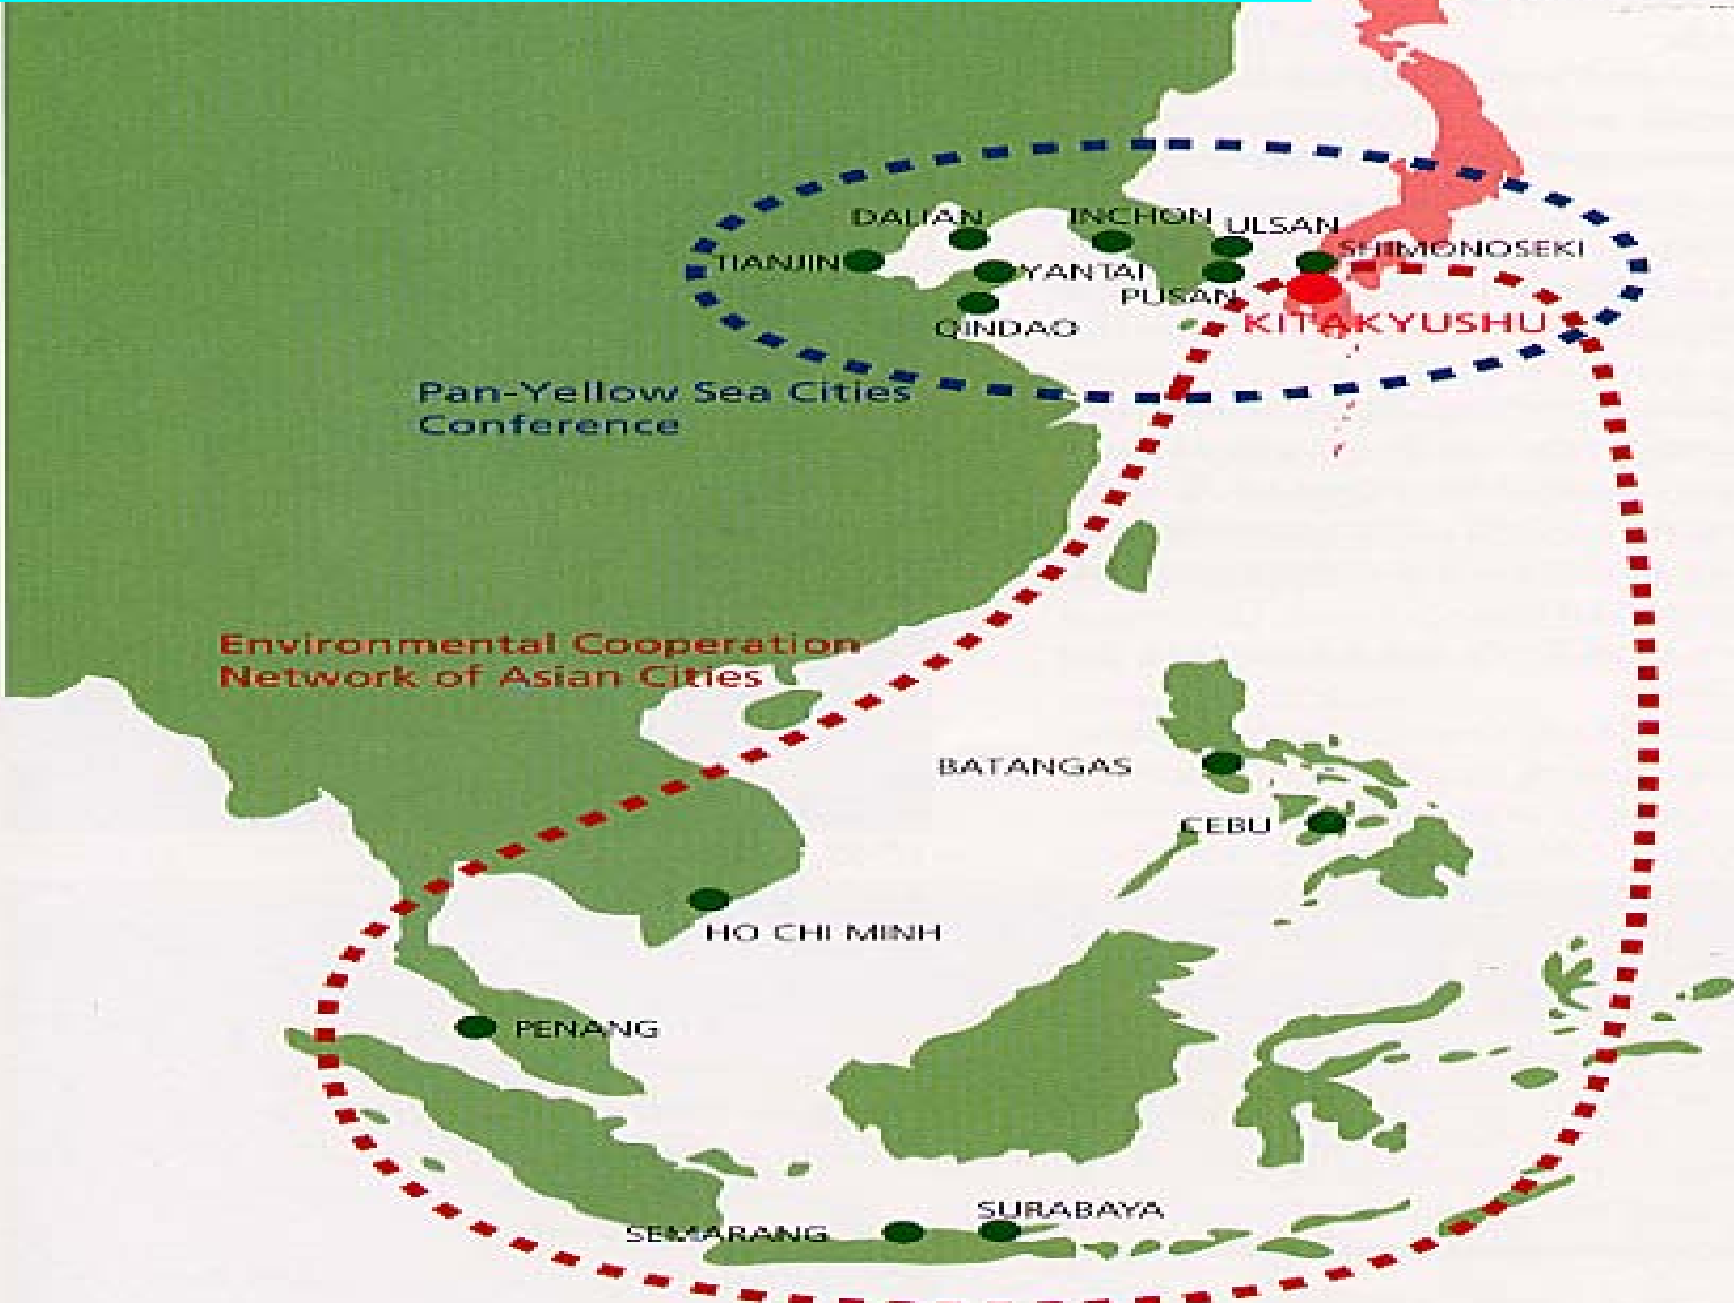 DALIAN
INCHON
ULSAN
SHIMONOSEKI
TIANJIN
YANTAI
PUSAN
QINDAO
KITAKYUSHU
Pan-Yellow Sea Cities
Conference
Environmental Cooperation
Network of Asian Cities
BATANGAS
CEBU
HO CHI MINH
PENANG
SURABAYA
SEMARANG